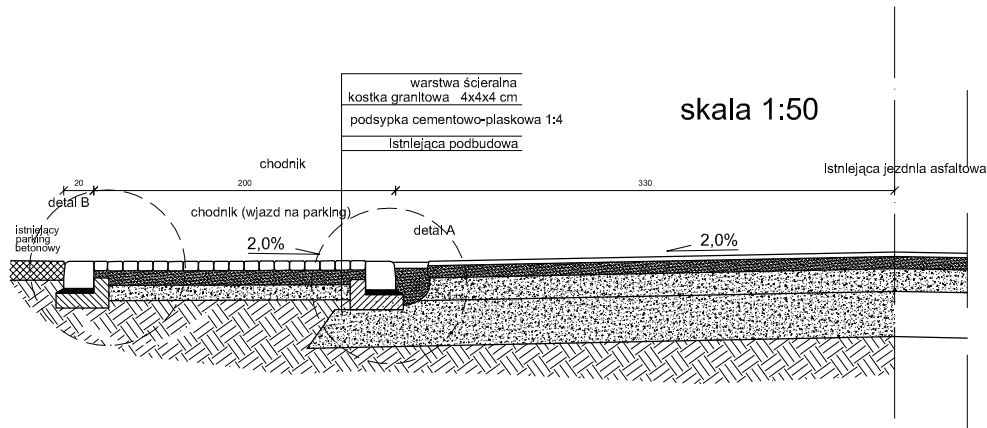 warstwa ścieralna
kostka granitowa 4x4x4 cm
podsypka cementowo-plaskowa 1:4
Istniejąca podbudowa
skala 1:50
chodnik
Istniejąca jezdnia asfaltowa
20
200
330
detal B
chodnik (wjazd na parking)
istniejący
parking
betonowy
detal A
2,0%
2,0%